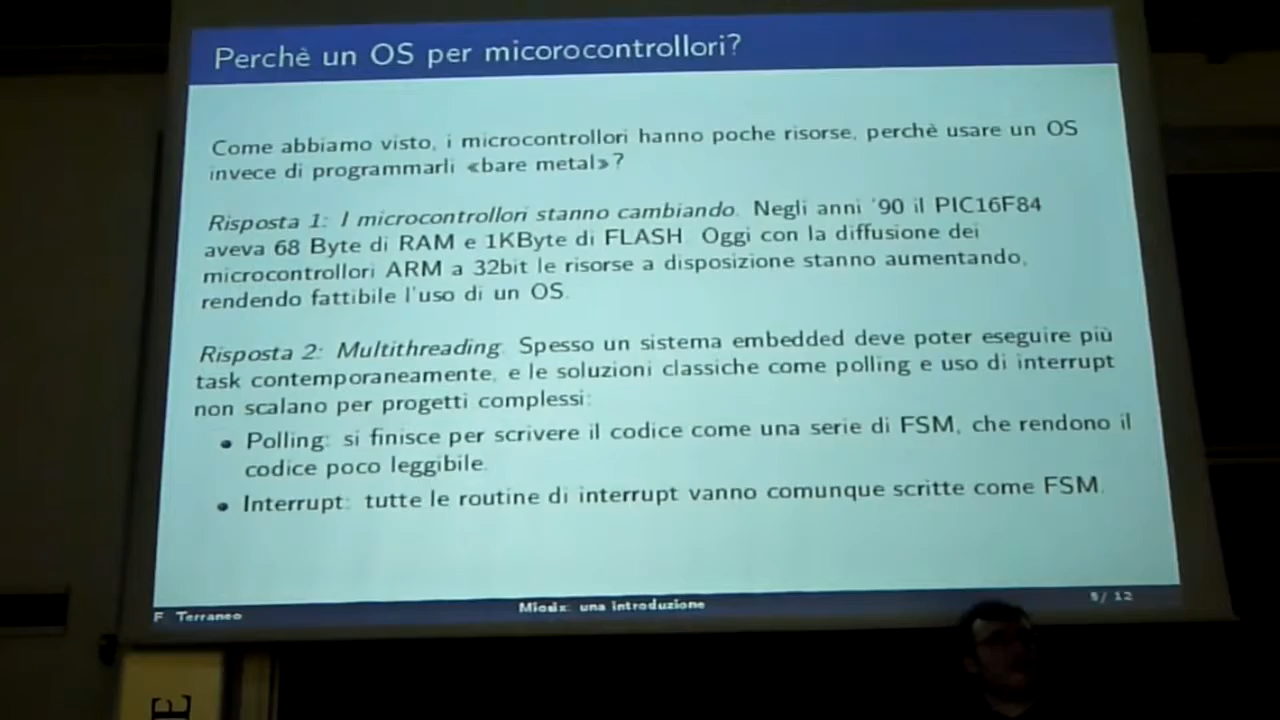 Perchè un OS per micorocontrollori?
Come abbiamo visto, i microcontrollori hanno poche risorse, perchè usare un OS
invece di programmarli «bare metal»?
Risposta 1: I microcontrollori stanno cambiando. Negli anni '90 il PIC16F84
aveva 68 Byte di RAM e 1KByte di FLASH. Oggi con la diffusione dei
microcontrollori ARM a 32bit le risorse a disposizione stanno aumentando,
rendendo fattibile l'uso di un OS.
Risposta 2: Multithreading. Spesso un sistema embedded deve poter eseguire più
task contemporaneamente, e le soluzioni classiche come polling e uso di interrupt
non scalano per progetti complessi:
• Polling: si finisce per scrivere il codice come una serie di FSM, che rendono il
codice poco leggibile.
• Interrupt: tutte le routine di interrupt vanno comunque scritte come FSM.
F. Terraneo
Miosix: una introduzione
5/ 12